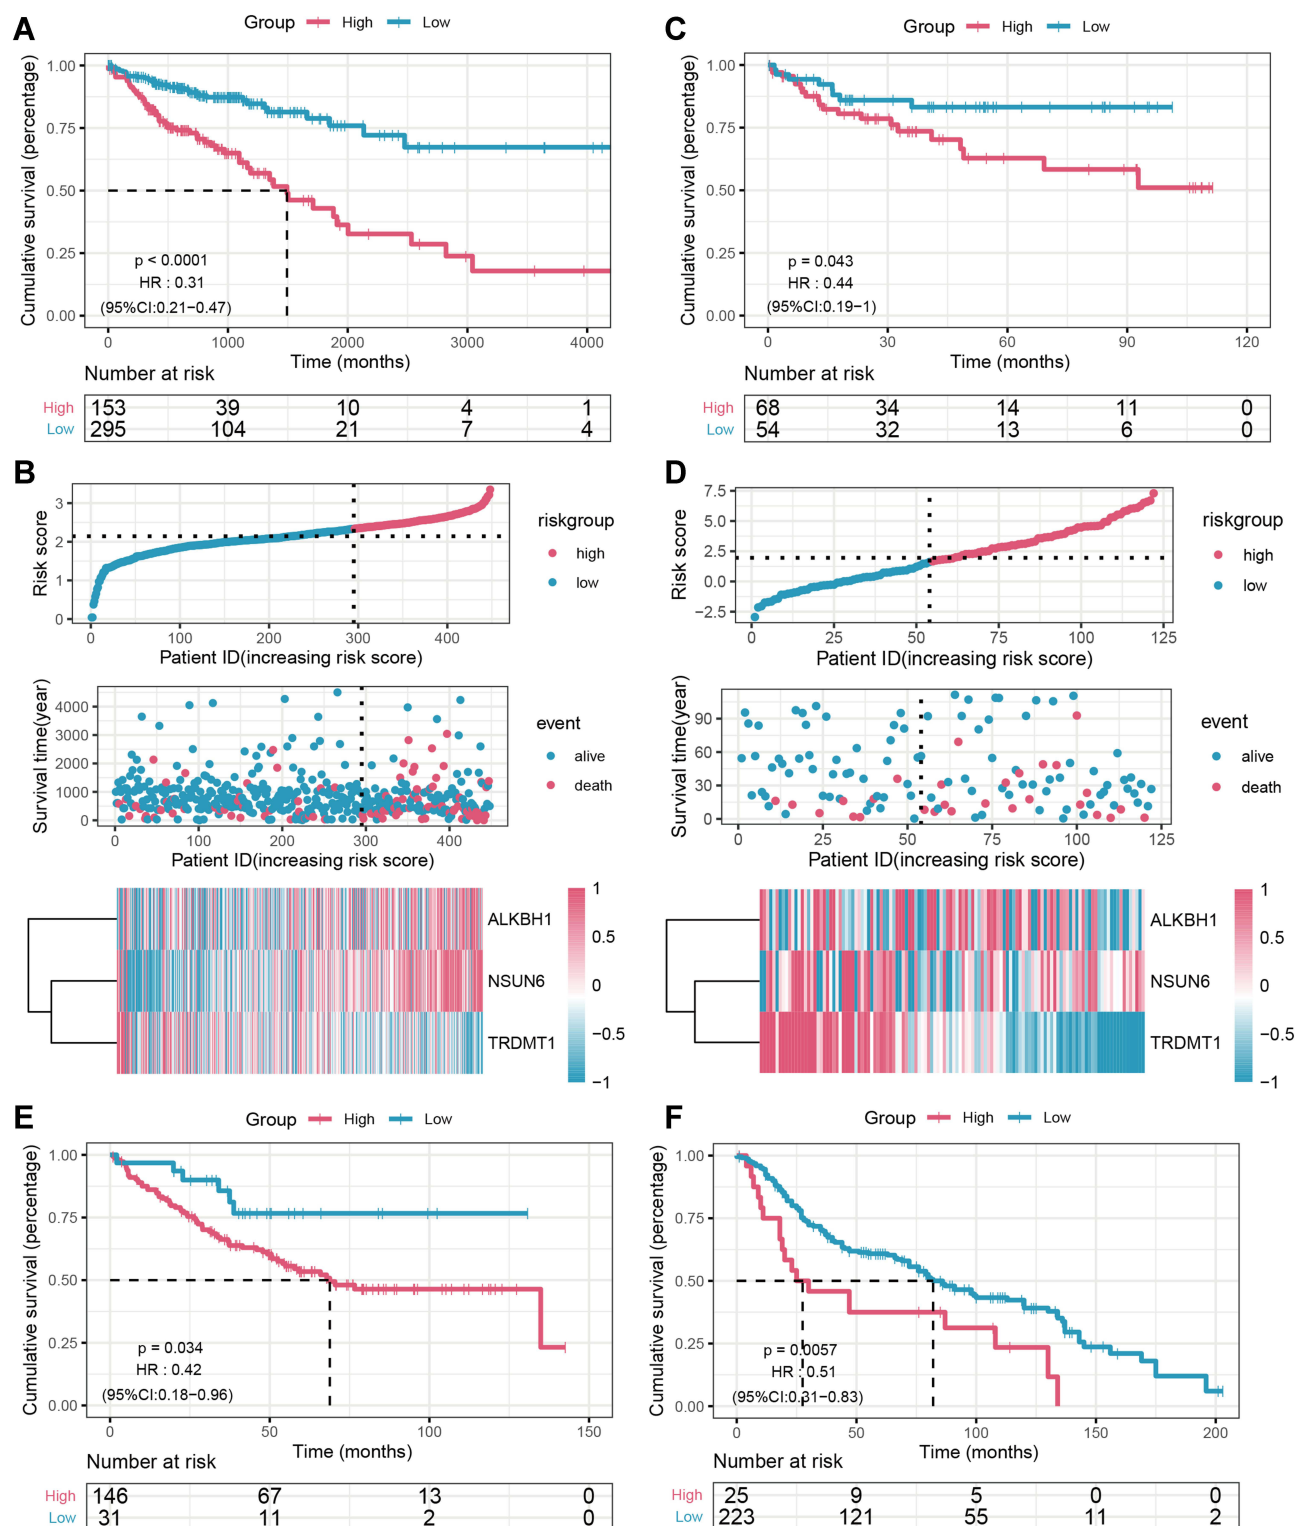 A
Group High Low
Cumulative survival (percentage)
1.00
0.75
0.50
0.25
0.00
p < 0.0001
HR : 0.31
(95%CI:0.21−0.47)
0 1000 2000 3000 4000
Time (months)
Number at risk
High 153 39 10 4 1
Low 295 104 21 7 4
C
Group High Low
Cumulative survival (percentage)
1.00
0.75
0.50
0.25
0.00
p = 0.043
HR : 0.44
(95%CI:0.19−1)
0 30 60 90 120
Time (months)
Number at risk
High 68 34 14 11 0
Low 54 32 13 6 0
B
Risk score
3
2
1
0
0 100 200 300 400
Patient ID(increasing risk score)
riskgroup
high
low
Survival time(year)
4000
3000
2000
1000
0
0 100 200 300 400
Patient ID(increasing risk score)
event
alive
death
ALKBH1
NSUN6
TRDMT1
1
0.5
0
−0.5
−1
D
Risk score
7.5
5.0
2.5
0.0
−2.5
0 25 50 75 100 125
Patient ID(increasing risk score)
riskgroup
high
low
Survival time(year)
90
60
30
0
0 25 50 75 100 125
Patient ID(increasing risk score)
event
alive
death
ALKBH1
NSUN6
TRDMT1
1
0.5
0
−0.5
−1
E
Group High Low
Cumulative survival (percentage)
1.00
0.75
0.50
0.25
0.00
p = 0.034
HR : 0.42
(95%CI:0.18−0.96)
0 50 100 150
Time (months)
Number at risk
High 146 67 13 0
Low 31 11 2 0
F
Group High Low
Cumulative survival (percentage)
1.00
0.75
0.50
0.25
0.00
p = 0.0057
HR : 0.51
(95%CI:0.31−0.83)
0 50 100 150 200
Time (months)
Number at risk
High 25 9 5 0 0
Low 223 121 55 11 2